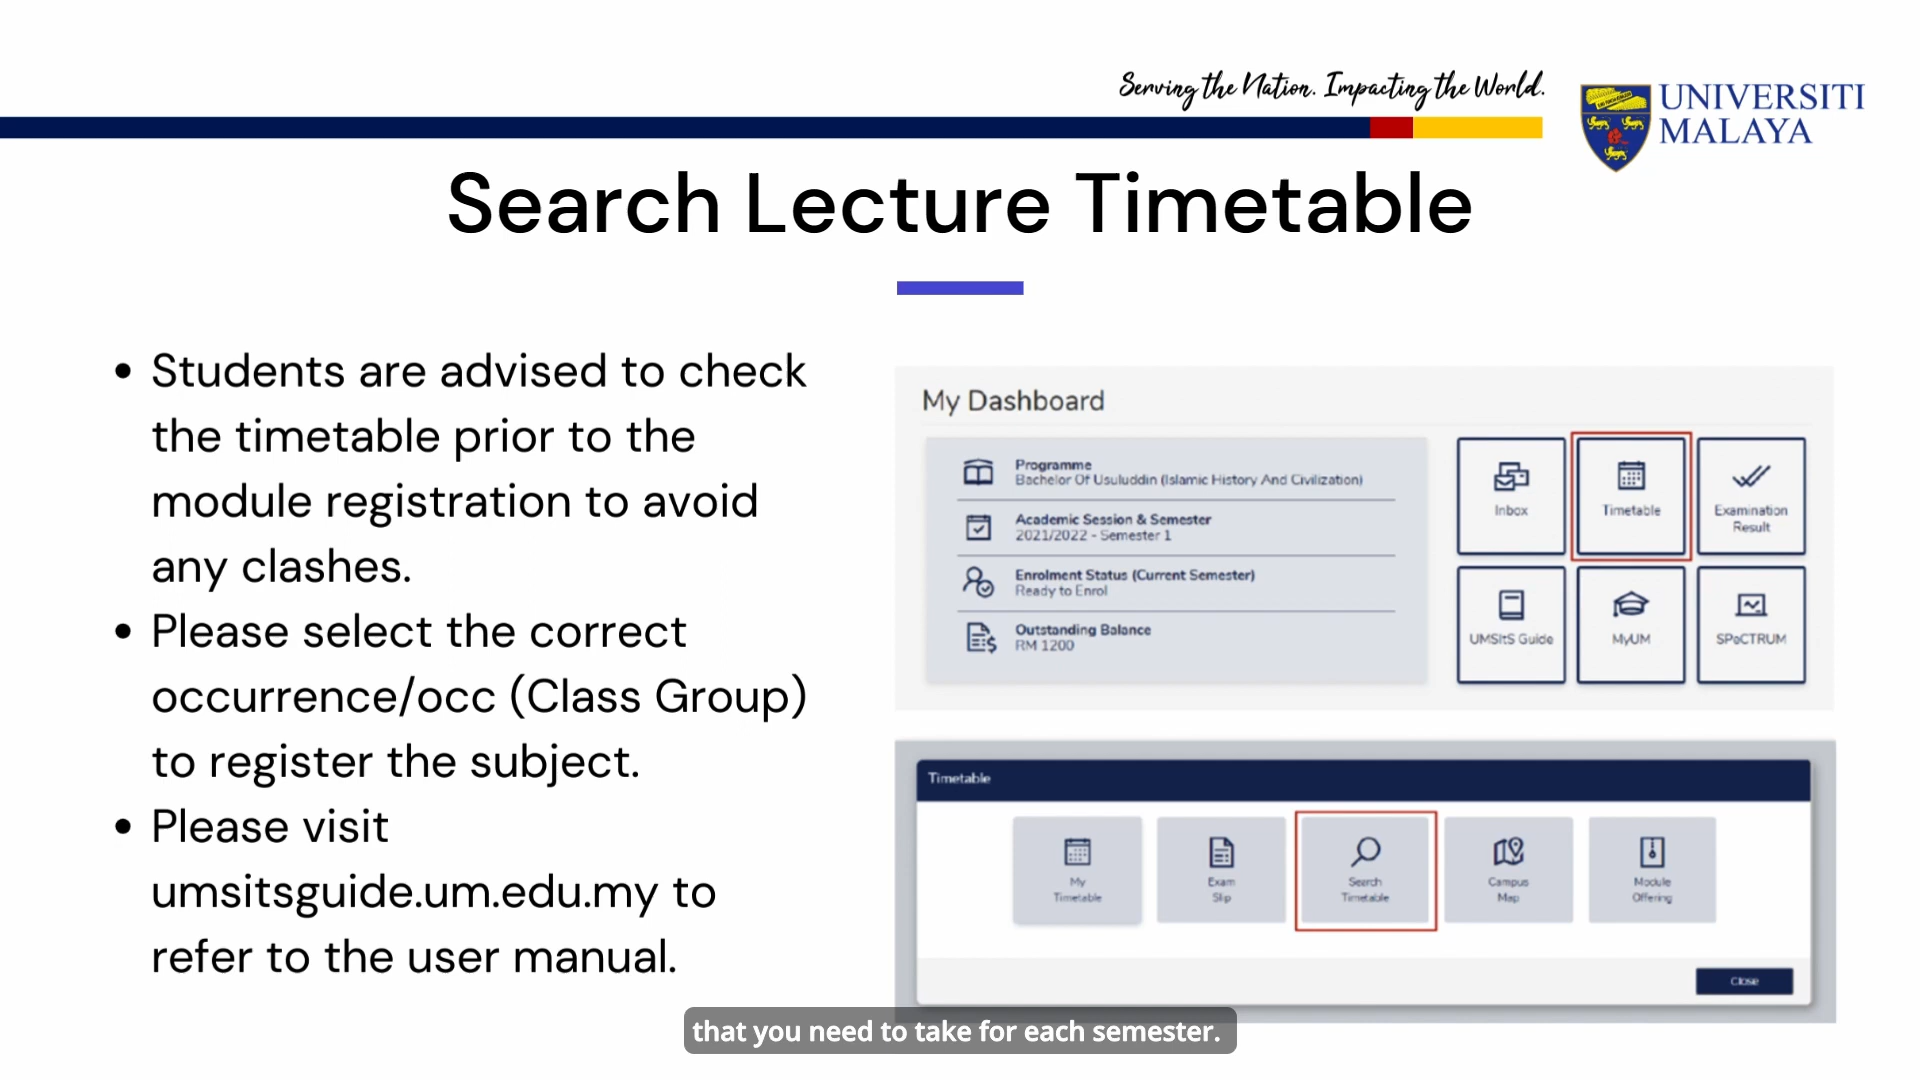 Serving the Nation. Impacting the World.
UNIVERSITI
MALAYA
Search Lecture Timetable
• Students are advised to check
the timetable prior to the
module registration to avoid
any clashes.
• Please select the correct
occurrence/occ (Class Group)
to register the subject.
• Please visit
umsitsguide.um.edu.my to
refer to the user manual.
My Dashboard
Programme
Bachelor Of Usuluddin (Islamic History And Civilization)
Academic Session & Semester
2021/2022 - Semester 1
Enrolment Status (Current Semester)
Ready to Enrol
Outstanding Balance
RM 1200
Inbox
Timetable
Examination
Result
UMSItS Guide
MyUM
SPeCTRUM
Timetable
My
Timetable
Exam
Slip
Search
Timetable
Campus
Map
Module
Offering
Close
that you need to take for each semester.